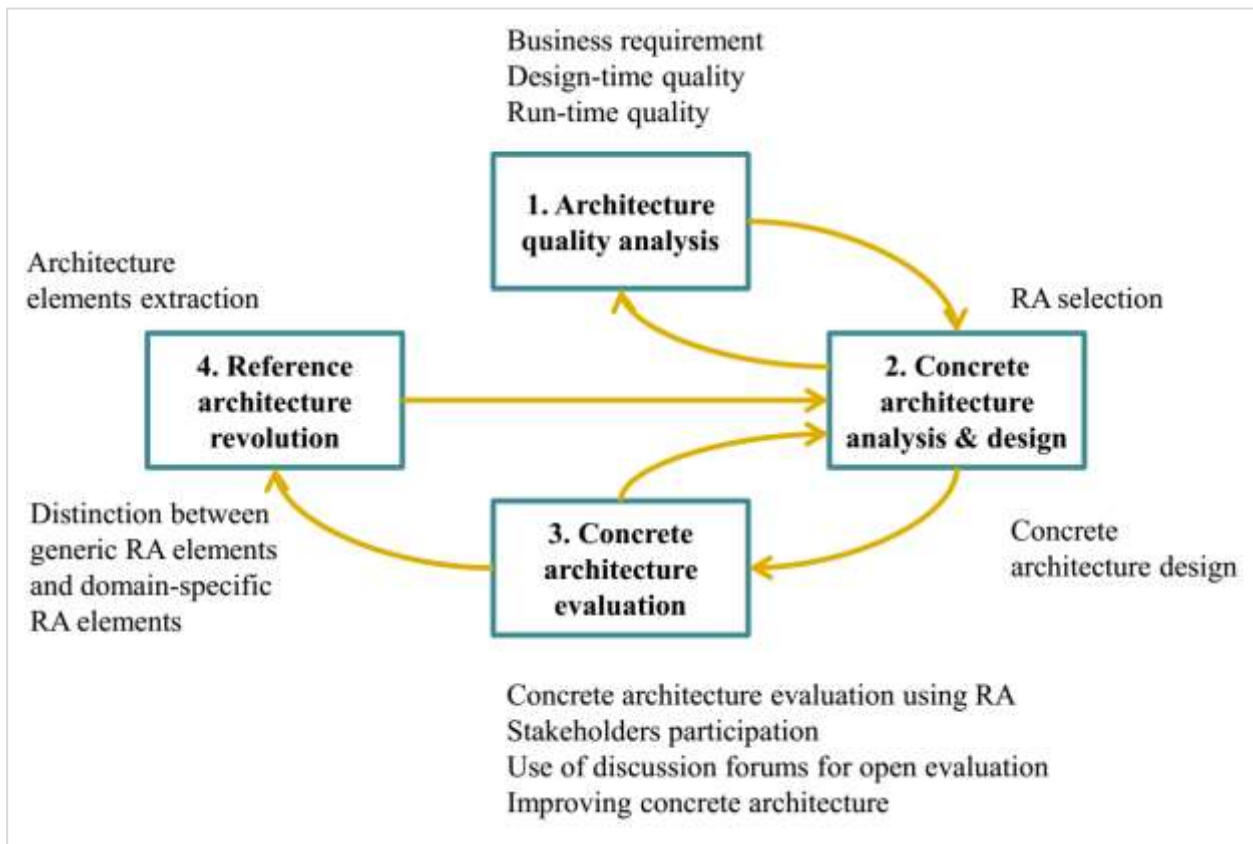 Business requirement
Design-time quality
Run-time quality
1. Architecture
quality analysis
Architecture
elements extraction
RA selection
4. Reference
architecture
revolution
2. Concrete
architecture
analysis & design
Distinction between
generic RA elements
and domain-specific
RA elements
3. Concrete
architecture
evaluation
Concrete
architecture design
Concrete architecture evaluation using RA
Stakeholders participation
Use of discussion forums for open evaluation
Improving concrete architecture